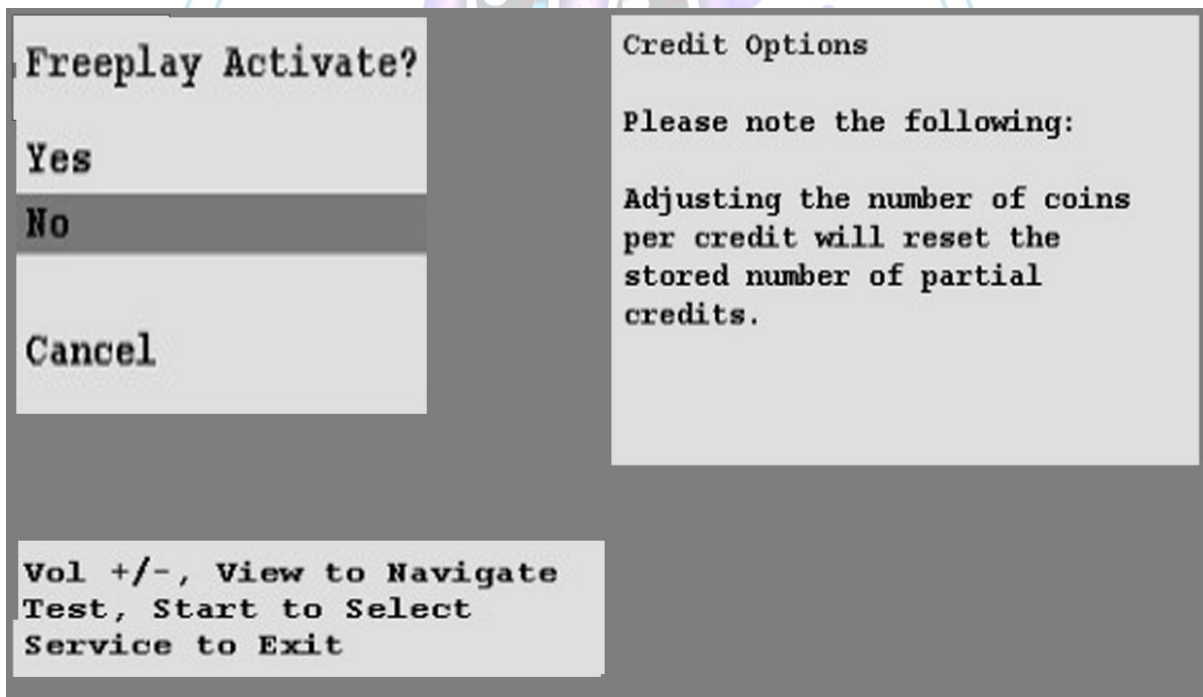 Freeplay Activate?
Yes
No
Cancel
Credit Options
Please note the following:
Adjusting the number of coins
per credit will reset the
stored number of partial
credits.
Vol +/-, View to Navigate
Test, Start to Select
Service to Exit